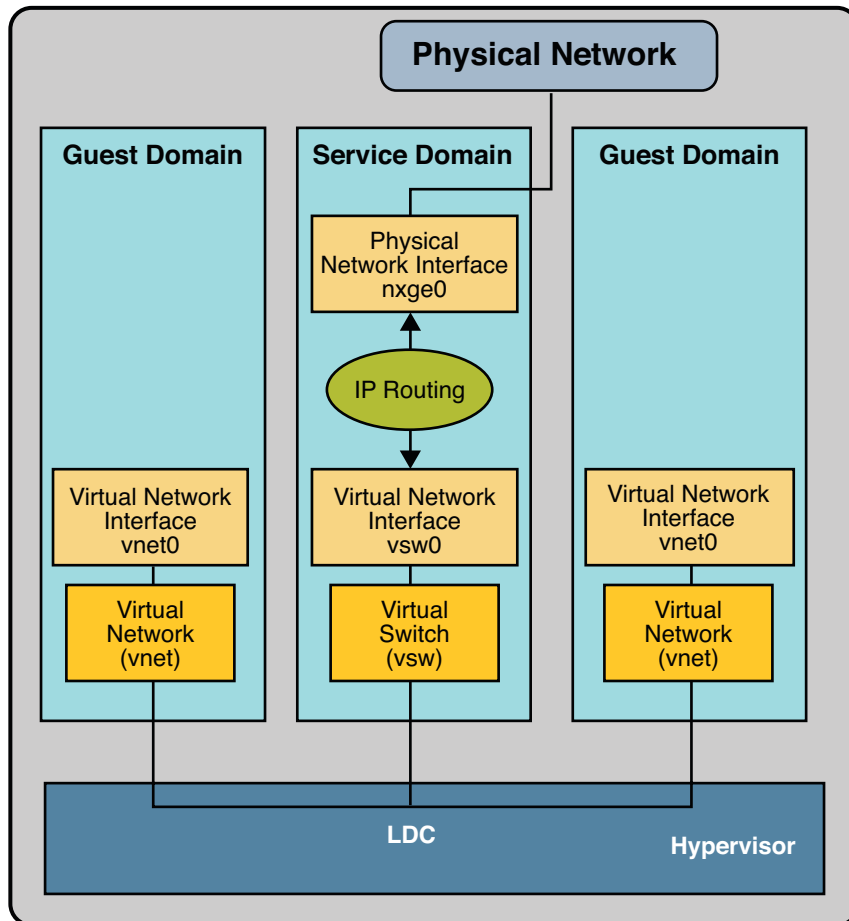 Physical Network
Guest Domain
Service Domain
Guest Domain
Physical
Network Interface
nxge0
IP Routing
Virtual Network
Interface
vnet0
Virtual Network
Interface
vsw0
Virtual Network
Interface
vnet0
Virtual
Network
(vnet)
Virtual
Switch
(vsw)
Virtual
Network
(vnet)
LDC
Hypervisor